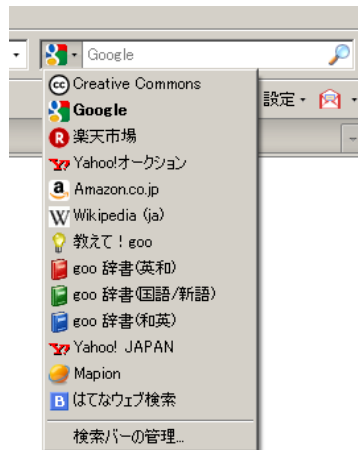 Google
Creative Commons
設定
Google
楽天市場
Yahoo!オークション
Amazon.co.jp
Wikipedia (ja)
教えて！goo
goo 辞書(英和)
goo 辞書(国語/新語)
goo 辞書(和英)
Yahoo! JAPAN
Mapion
はてなウェブ検索
検索バーの管理...